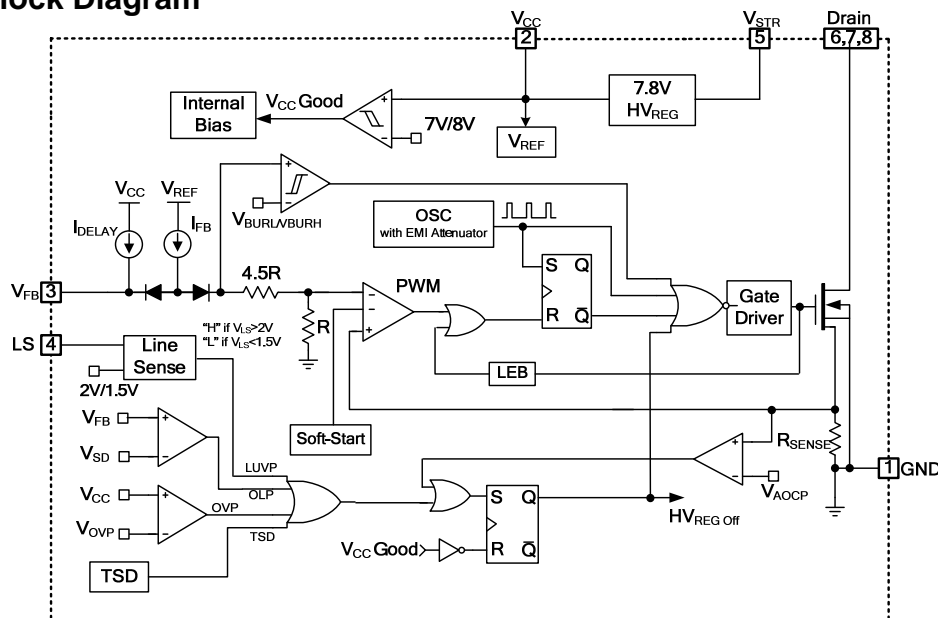 lock Diagram
VCC
VSTR
Drain
2
5
6,7,8
7.8V
HVREG
Internal
Bias
VCC Good
+
−
7V/8V
VREF
+
−
VBURL/VBURH
VCC
VREF
IDELAY
IFB
OSC
with EMI Attenuator
VFB 3
4.5R
R
PWM
−
−
+
S Q
R Q̅
Gate
Driver
LS 4
Line
Sense
"H" if VLS>2V
"L" if VLS<1.5V
2V/1.5V
LEB
Soft-Start
VFB
+
VSD
−
VCC
+
VOVP
−
LUVP
OLP
OVP
TSD
TSD
S Q
R Q̅
VCC Good
HVREG Off
+
−
VAOCP
RSENSE
1 GND